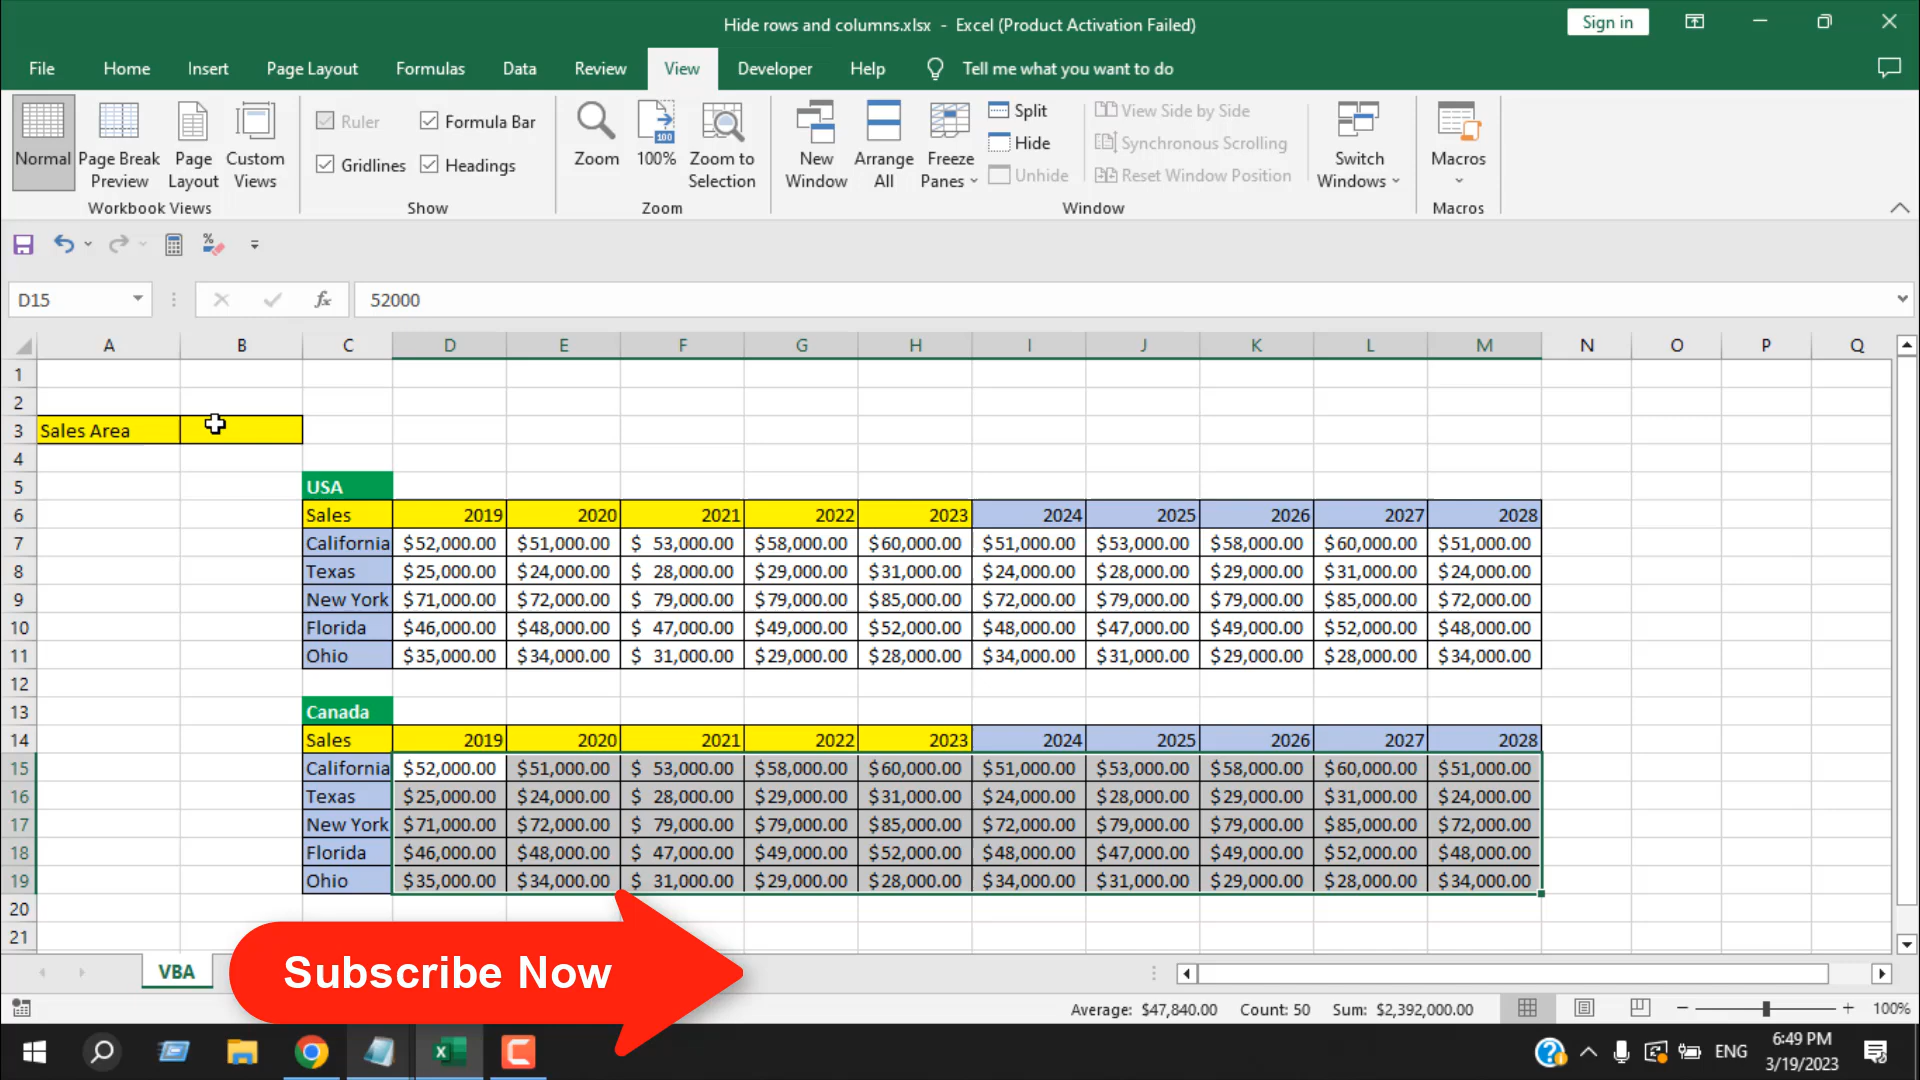 Hide rows and columns.xlsx - Excel (Product Activation Failed)
Sign in
File Home Insert Page Layout Formulas Data Review View Developer Help Tell me what you want to do
Normal Page Break Preview Page Layout Custom Views
Workbook Views
Ruler Formula Bar
Gridlines Headings
Show
Zoom 100% Zoom to Selection
100
Zoom
New Window Arrange All Freeze Panes
Split
Hide
Unhide
View Side by Side
Synchronous Scrolling
Reset Window Position
Switch Windows
Window
Macros
Macros
D15 fx 52000
A B C D E F G H I J K L M N O P Q
1
2
3 Sales Area
4
5 USA
6 Sales 2019 2020 2021 2022 2023 2024 2025 2026 2027 2028
7 California $52,000.00 $51,000.00 $ 53,000.00 $58,000.00 $60,000.00 $51,000.00 $53,000.00 $58,000.00 $60,000.00 $51,000.00
8 Texas $25,000.00 $24,000.00 $ 28,000.00 $29,000.00 $31,000.00 $24,000.00 $28,000.00 $29,000.00 $31,000.00 $24,000.00
9 New York $71,000.00 $72,000.00 $ 79,000.00 $79,000.00 $85,000.00 $72,000.00 $79,000.00 $79,000.00 $85,000.00 $72,000.00
10 Florida $46,000.00 $48,000.00 $ 47,000.00 $49,000.00 $52,000.00 $48,000.00 $47,000.00 $49,000.00 $52,000.00 $48,000.00
11 Ohio $35,000.00 $34,000.00 $ 31,000.00 $29,000.00 $28,000.00 $34,000.00 $31,000.00 $29,000.00 $28,000.00 $34,000.00
12
13 Canada
14 Sales 2019 2020 2021 2022 2023 2024 2025 2026 2027 2028
15 California $52,000.00 $51,000.00 $ 53,000.00 $58,000.00 $60,000.00 $51,000.00 $53,000.00 $58,000.00 $60,000.00 $51,000.00
16 Texas $25,000.00 $24,000.00 $ 28,000.00 $29,000.00 $31,000.00 $24,000.00 $28,000.00 $29,000.00 $31,000.00 $24,000.00
17 New York $71,000.00 $72,000.00 $ 79,000.00 $79,000.00 $85,000.00 $72,000.00 $79,000.00 $79,000.00 $85,000.00 $72,000.00
18 Florida $46,000.00 $48,000.00 $ 47,000.00 $49,000.00 $52,000.00 $48,000.00 $47,000.00 $49,000.00 $52,000.00 $48,000.00
19 Ohio $35,000.00 $34,000.00 $ 31,000.00 $29,000.00 $28,000.00 $34,000.00 $31,000.00 $29,000.00 $28,000.00 $34,000.00
20
21
VBA
Subscribe Now
Average: $47,840.00 Count: 50 Sum: $2,392,000.00 100%
ENG
6:49 PM
3/19/2023